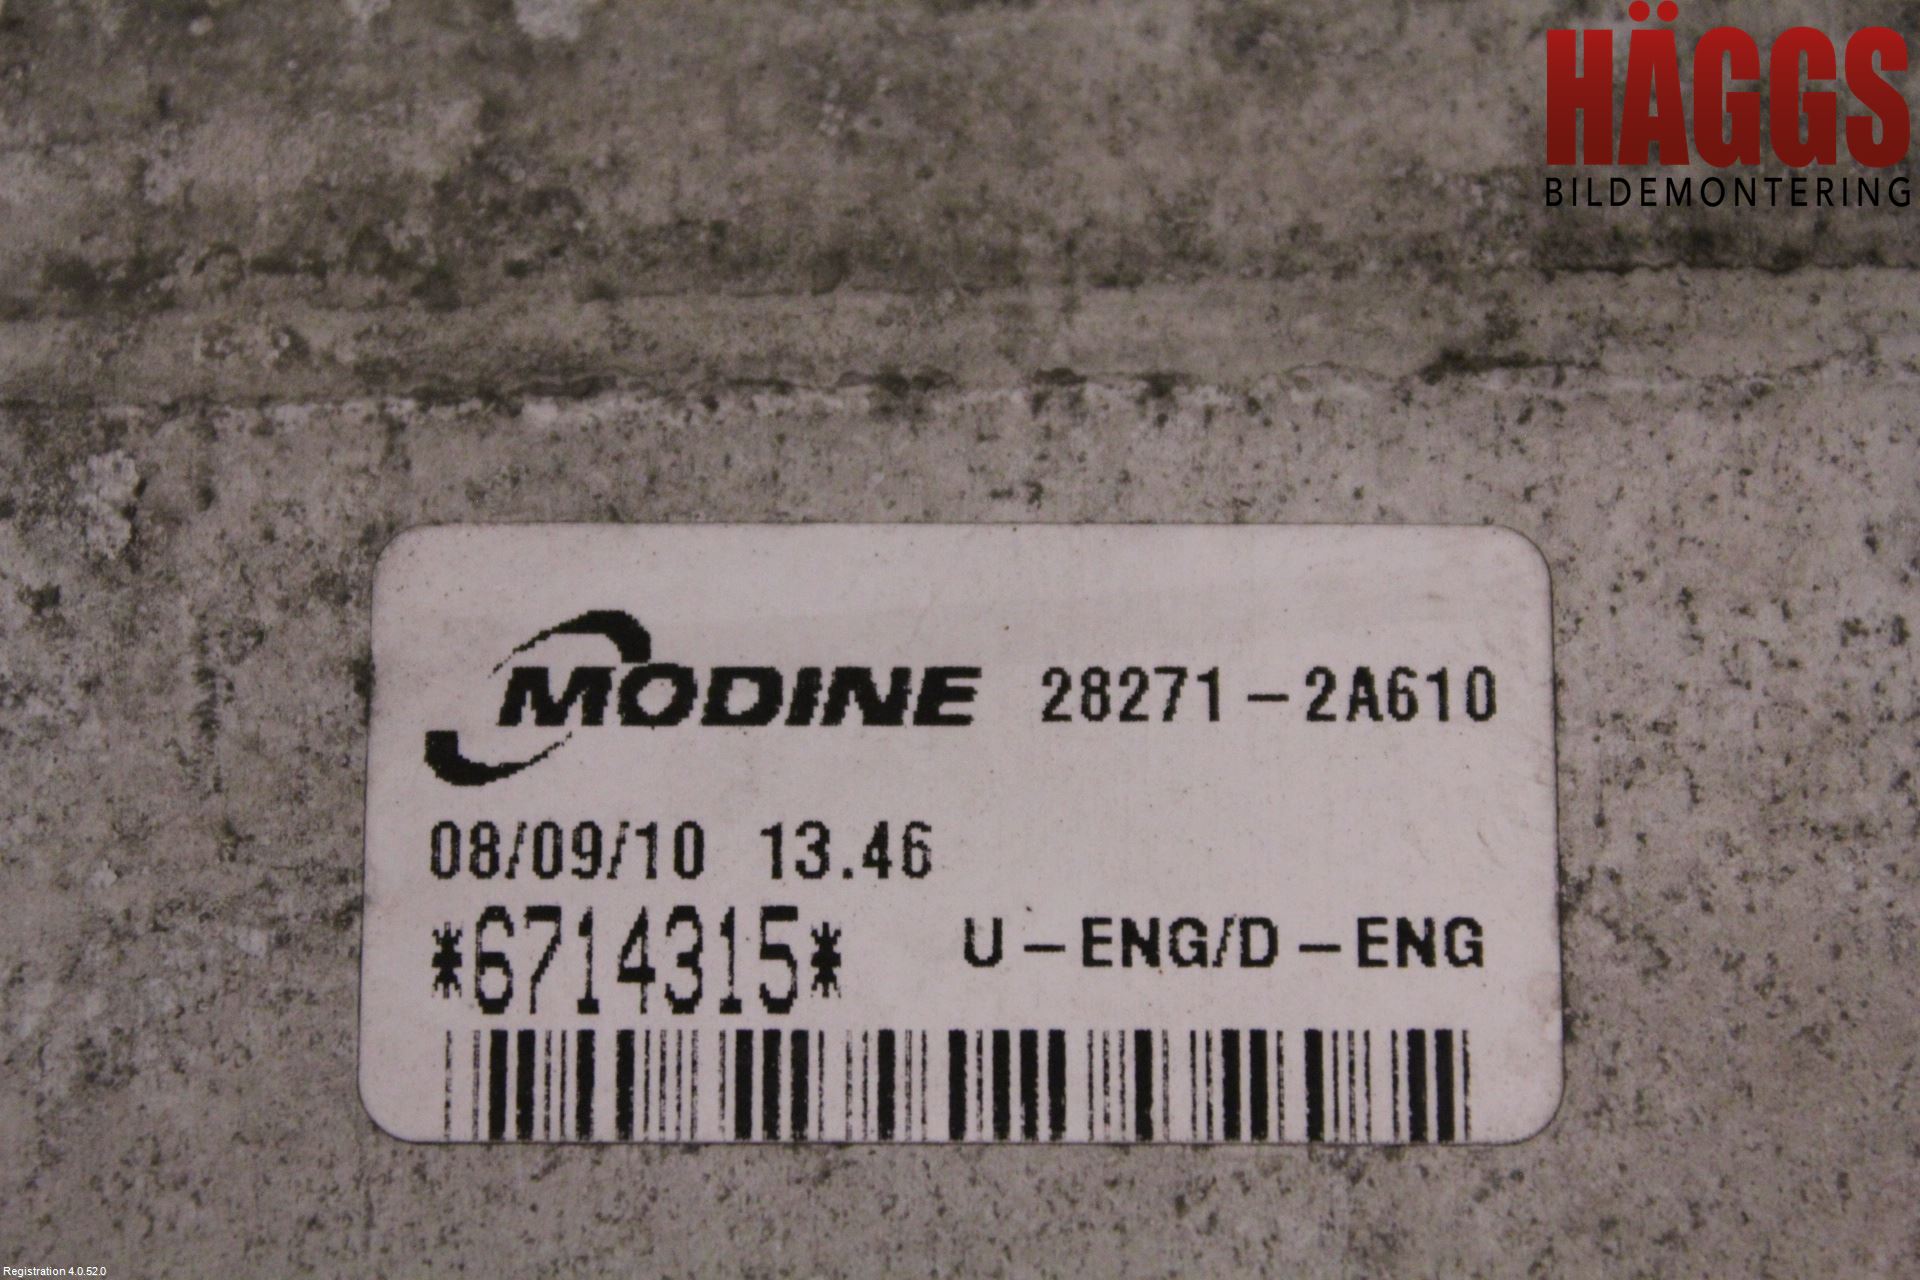 HÄGGS
BILDEMONTERING
MODINE 28271-2A610
08/09/10 13.46
*6714315* U-ENG/D-ENG
Registration 4.0.52.0